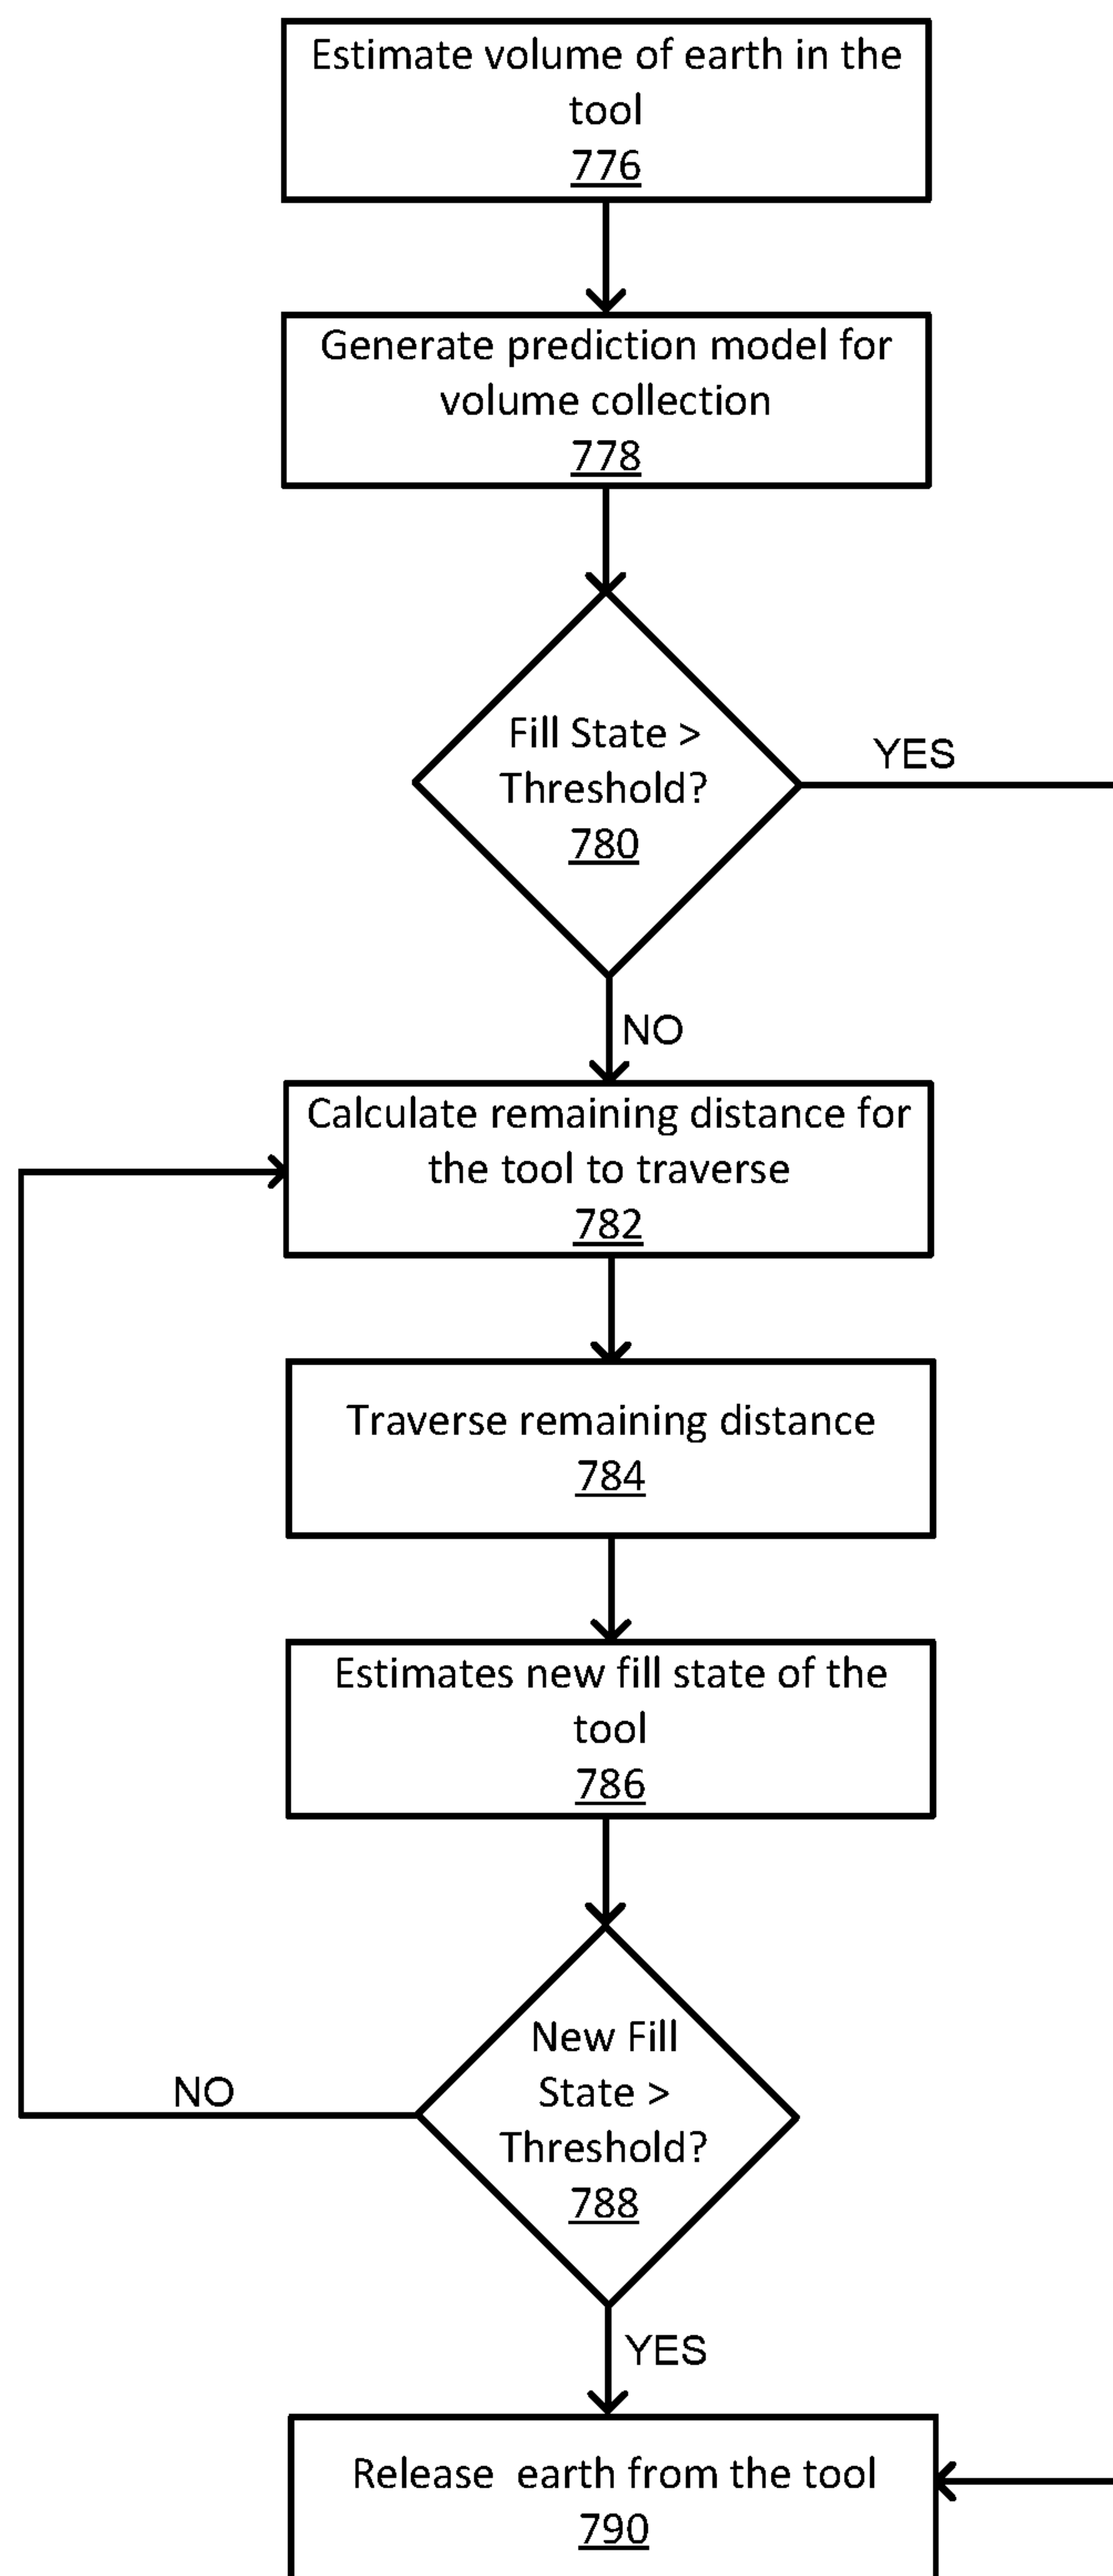 Estimate volume of earth in the
tool
776
Generate prediction model for
volume collection
778
Fill State >
Threshold?
780
YES
NO
Calculate remaining distance for
the tool to traverse
782
Traverse remaining distance
784
Estimates new fill state of the
tool
786
New Fill
State >
Threshold?
788
NO
YES
Release earth from the tool
790